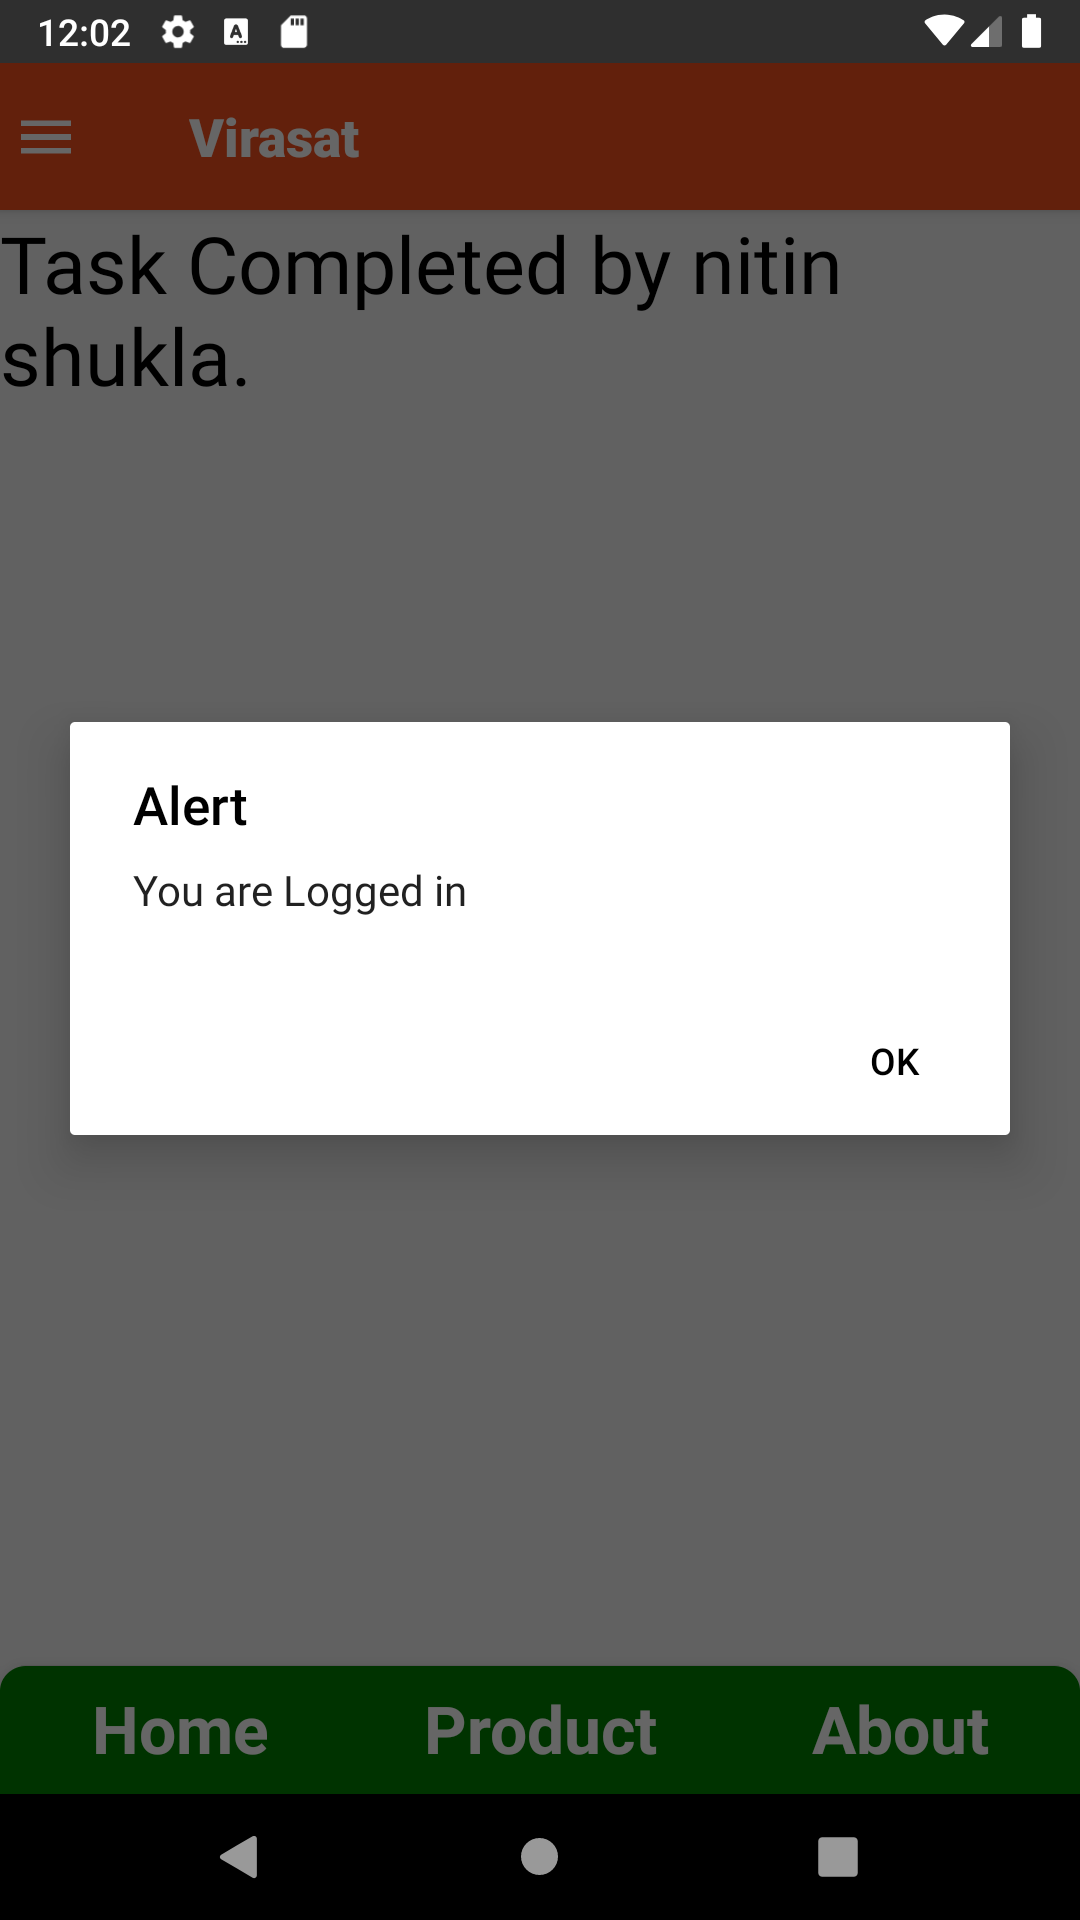 12:02
Virasat
Task Completed by nitin
shukla.
Alert
You are Logged in
OK
Home Product About